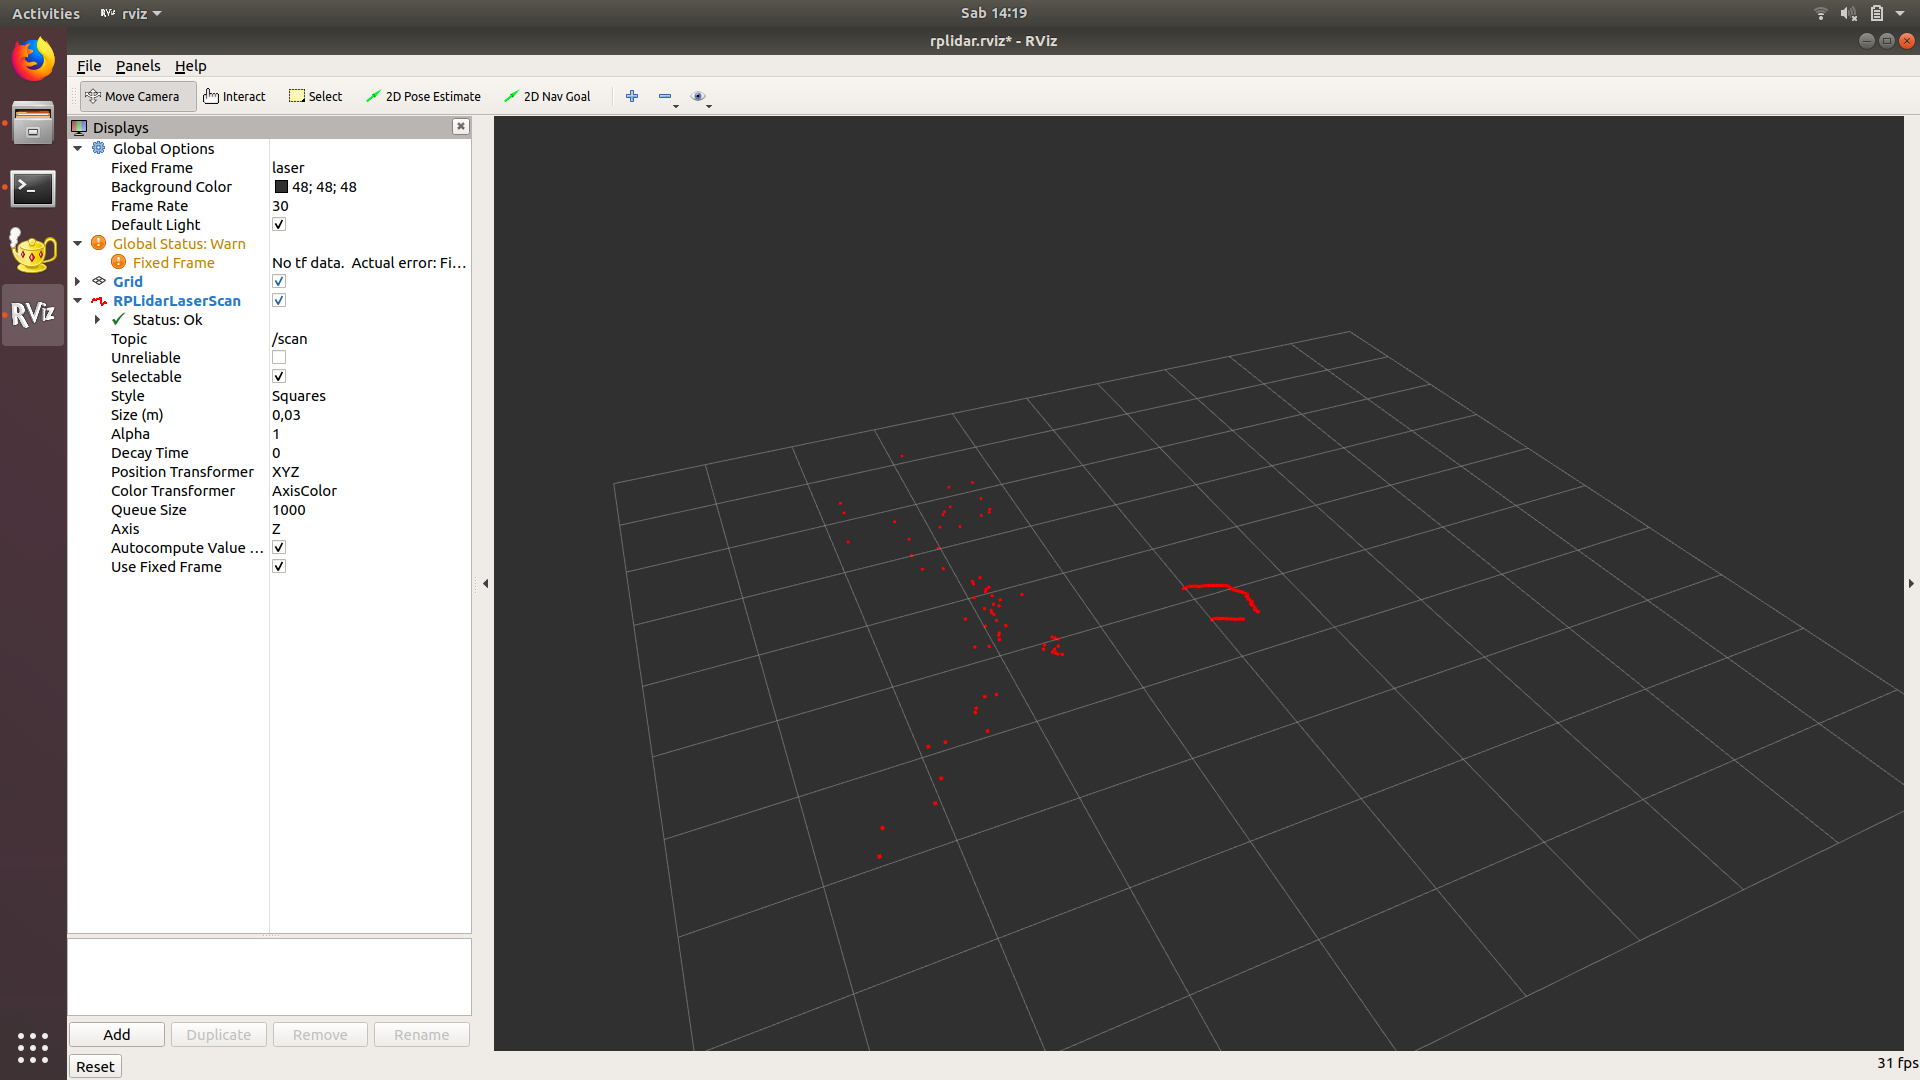 Activities RViz rviz Sab 14:19
rplidar.rviz* - RViz
File Panels Help
Move Camera Interact Select 2D Pose Estimate 2D Nav Goal
Displays
Global Options
Fixed Frame laser
Background Color 48; 48; 48
Frame Rate 30
Default Light
Global Status: Warn
Fixed Frame No tf data. Actual error: Fi...
Grid
RPLidarLaserScan
Status: Ok
Topic /scan
Unreliable
Selectable
Style Squares
Size (m) 0,03
Alpha 1
Decay Time 0
Position Transformer XYZ
Color Transformer AxisColor
Queue Size 1000
Axis Z
Autocompute Value ...
Use Fixed Frame
RViz
Add Duplicate Remove Rename
Reset
31 fps